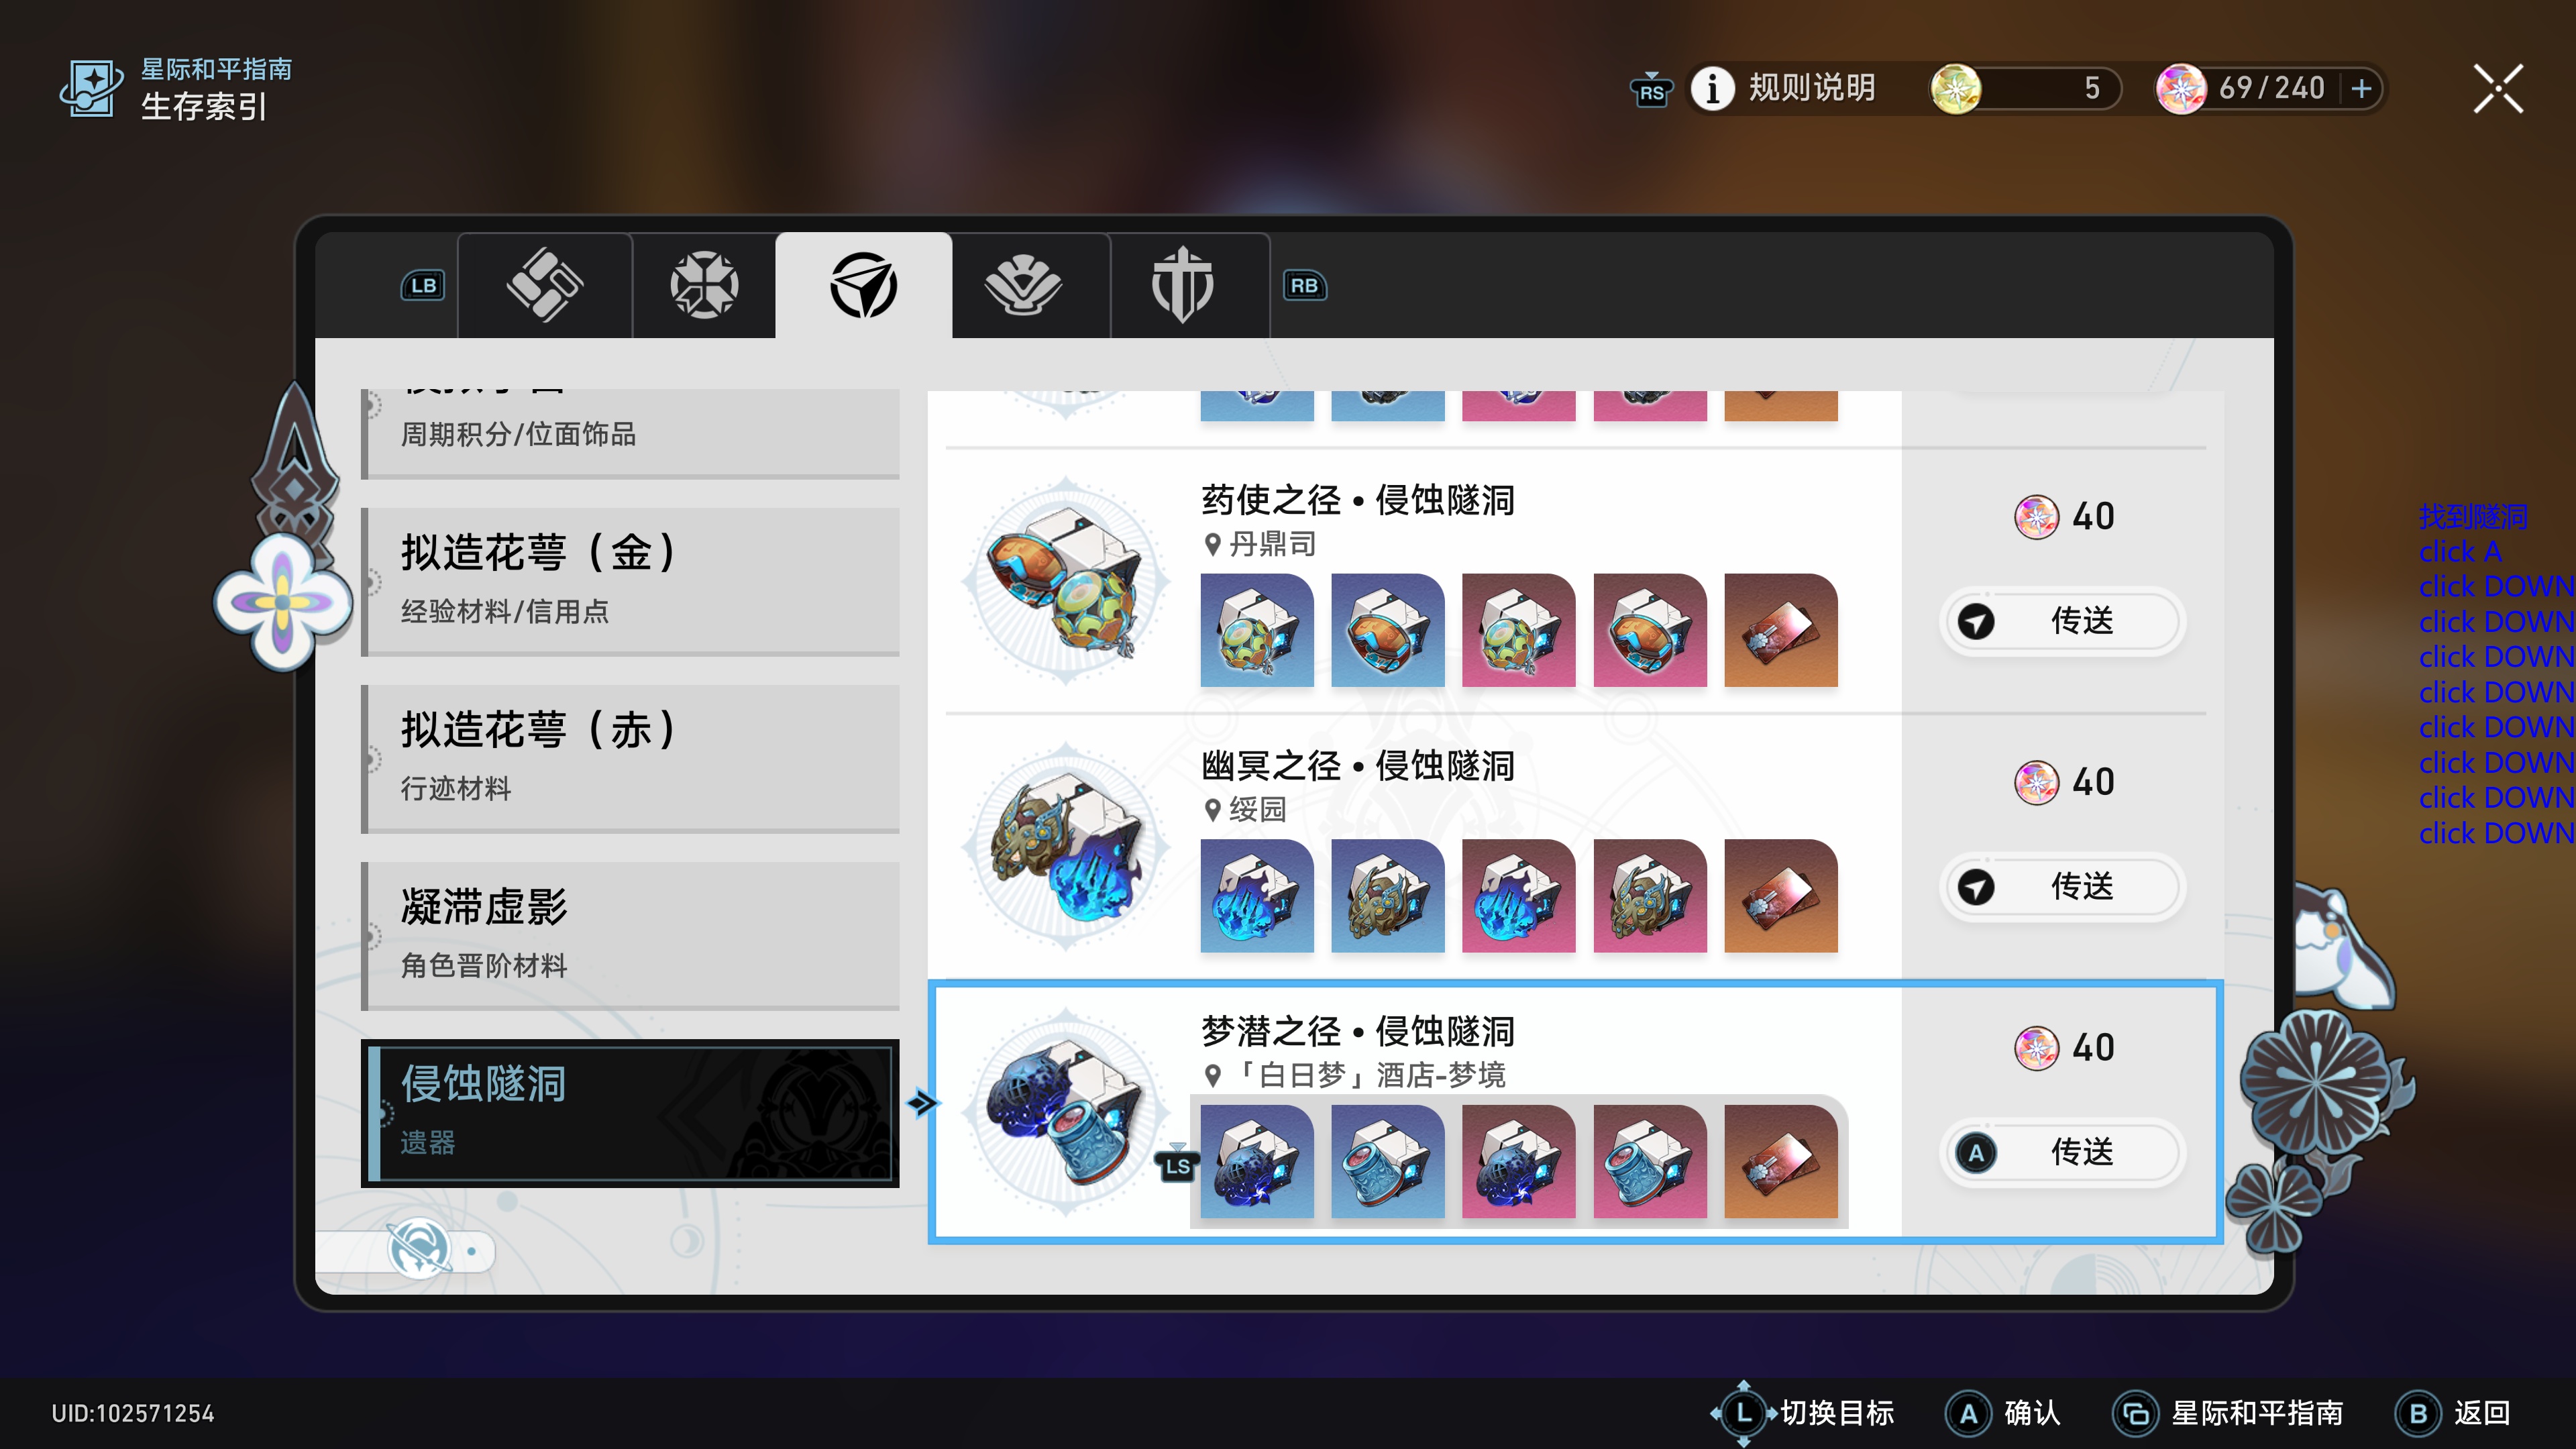 星际和平指南
生存索引
RS
规则说明
5
69/240
LB
RB
周期积分/位面饰品
拟造花萼（金）
经验材料/信用点
拟造花萼（赤）
行迹材料
凝滞虚影
角色晋阶材料
侵蚀隧洞
遗器
药使之径•侵蚀隧洞
丹鼎司
40
传送
幽冥之径•侵蚀隧洞
绥园
40
传送
梦潜之径•侵蚀隧洞
「白日梦」酒店-梦境
LS
40
A 传送
找到隧洞
click A
click DOWN
click DOWN
click DOWN
click DOWN
click DOWN
click DOWN
click DOWN
click DOWN
UID:102571254
L 切换目标
A 确认
星际和平指南
B 返回